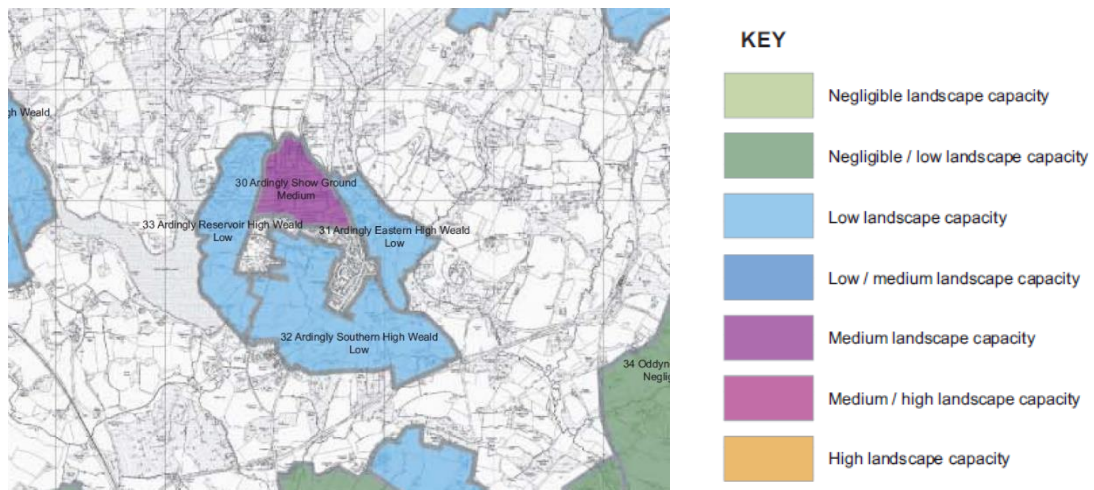 gh Weald
30 Ardingly Show Ground
Medium
33 Ardingly Reservoir High Weald
Low
31 Ardingly Eastern High Weald
Low
32 Ardingly Southern High Weald
Low
34 Oddyn
Neglig
KEY
Negligible landscape capacity
Negligible / low landscape capacity
Low landscape capacity
Low / medium landscape capacity
Medium landscape capacity
Medium / high landscape capacity
High landscape capacity